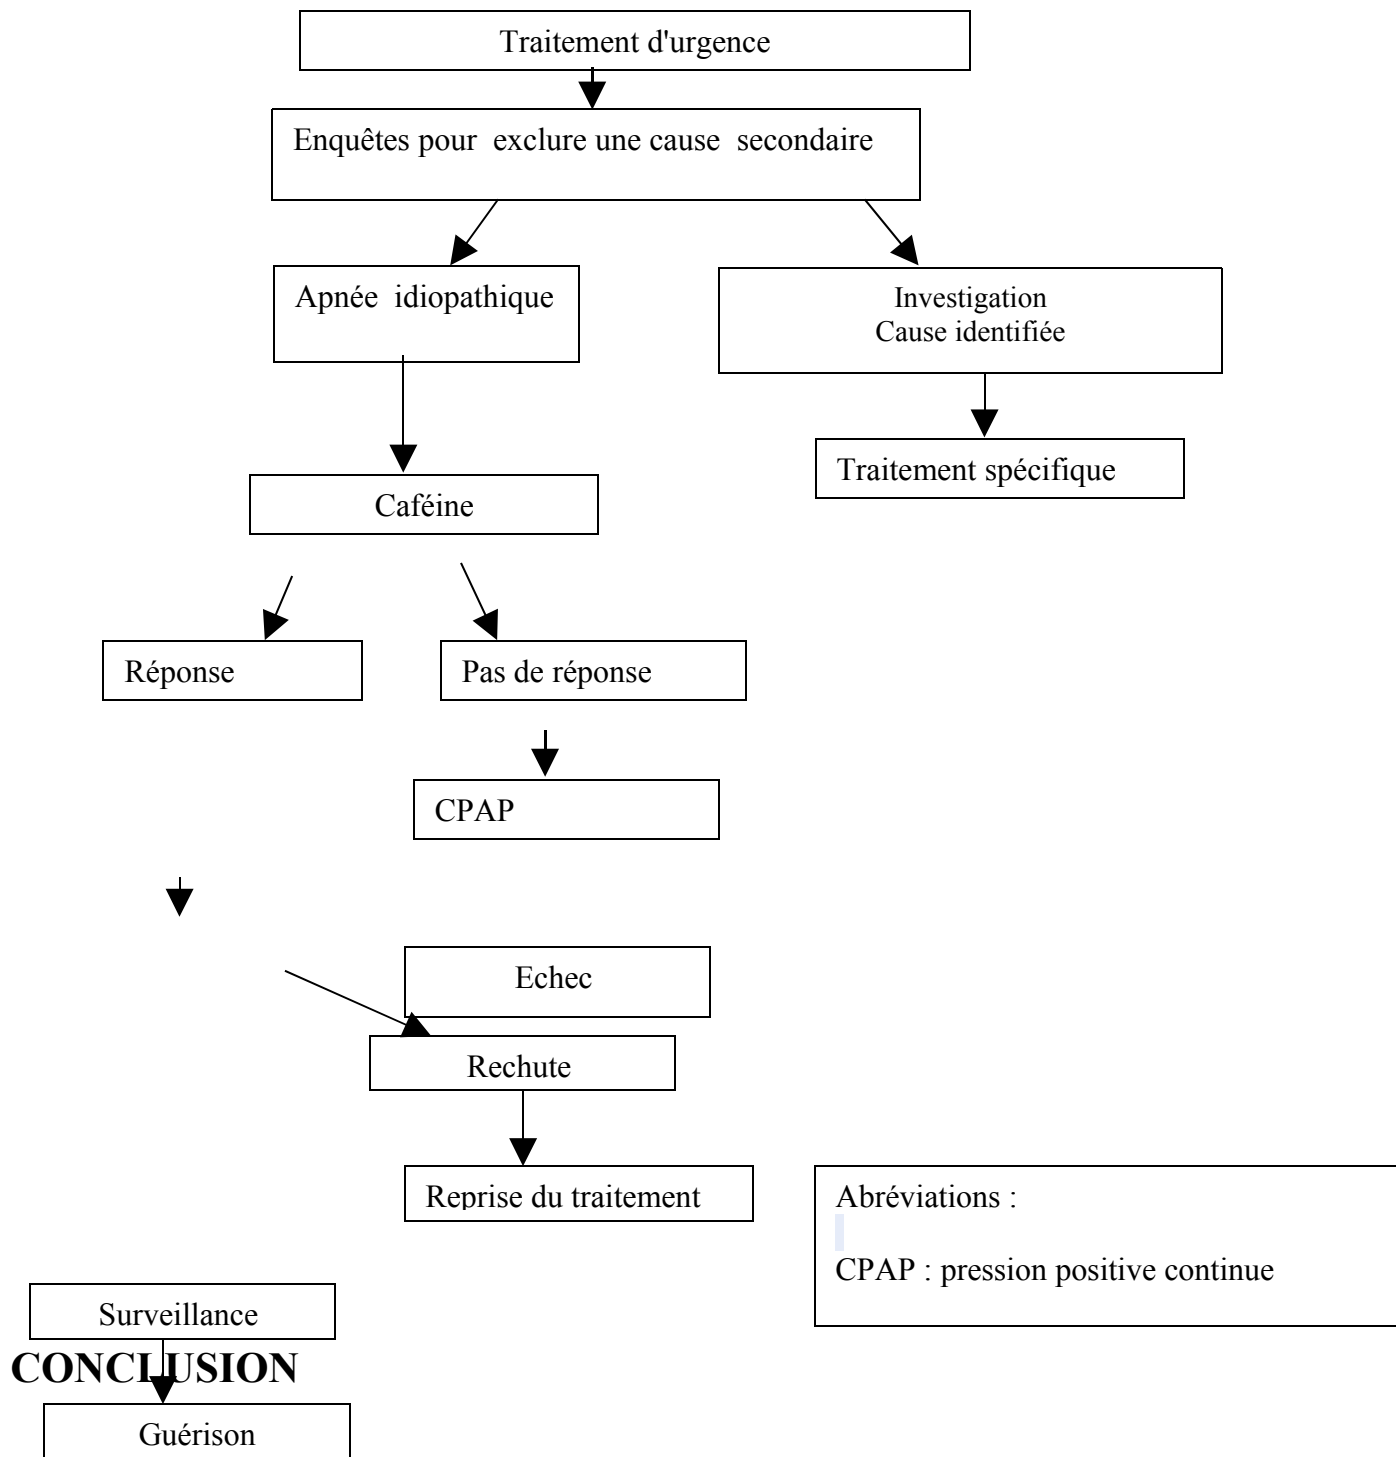 Traitement d'urgence
Enquêtes pour exclure une cause secondaire
Apnée idiopathique
Investigation
Cause identifiée
Traitement spécifique
Caféine
Réponse
Pas de réponse
CPAP
Echec
Rechute
Reprise du traitement
Abréviations :
CPAP : pression positive continue
Surveillance
CONCLUSION
Guérison